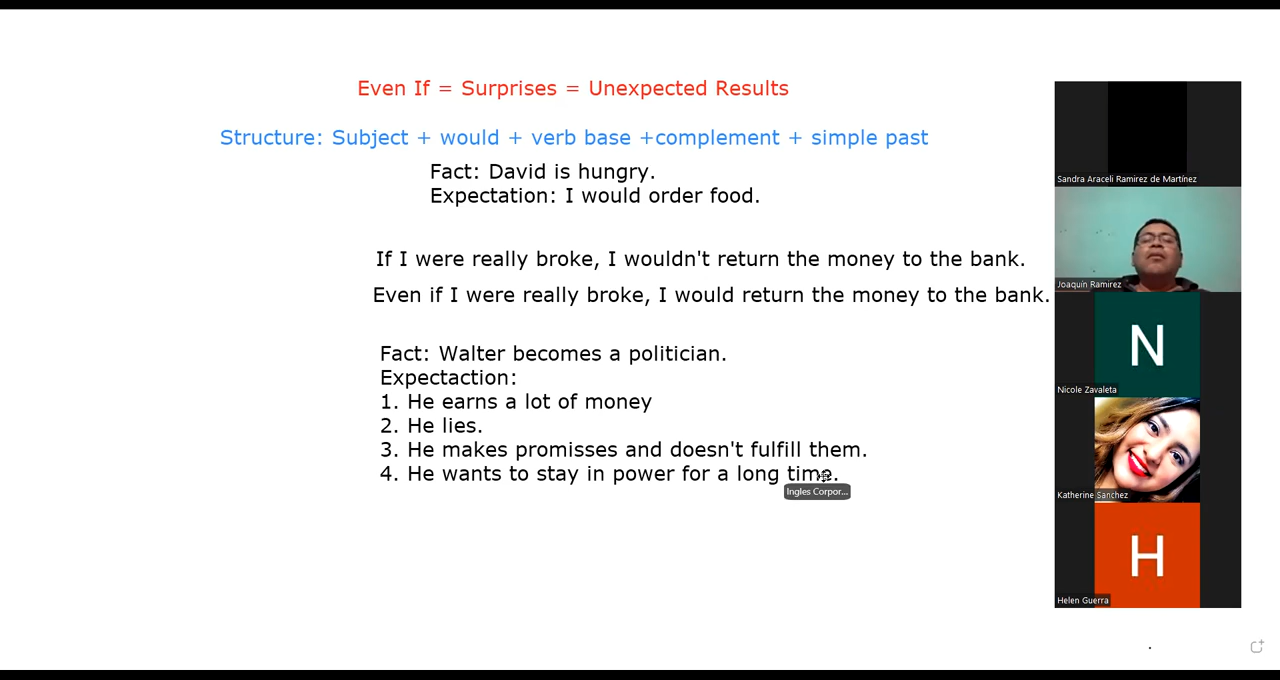 Even If = Surprises = Unexpected Results
Structure: Subject + would + verb base +complement + simple past
Fact: David is hungry.
Expectation: I would order food.
If I were really broke, I wouldn't return the money to the bank.
Even if I were really broke, I would return the money to the bank.
Fact: Walter becomes a politician.
Expectaction:
1. He earns a lot of money
2. He lies.
3. He makes promisses and doesn't fulfill them.
4. He wants to stay in power for a long time.
Ingles Corpor...
Sandra Araceli Ramirez de Martínez
Joaquín Ramirez
N
Nicole Zavaleta
Katherine Sanchez
H
Helen Guerra